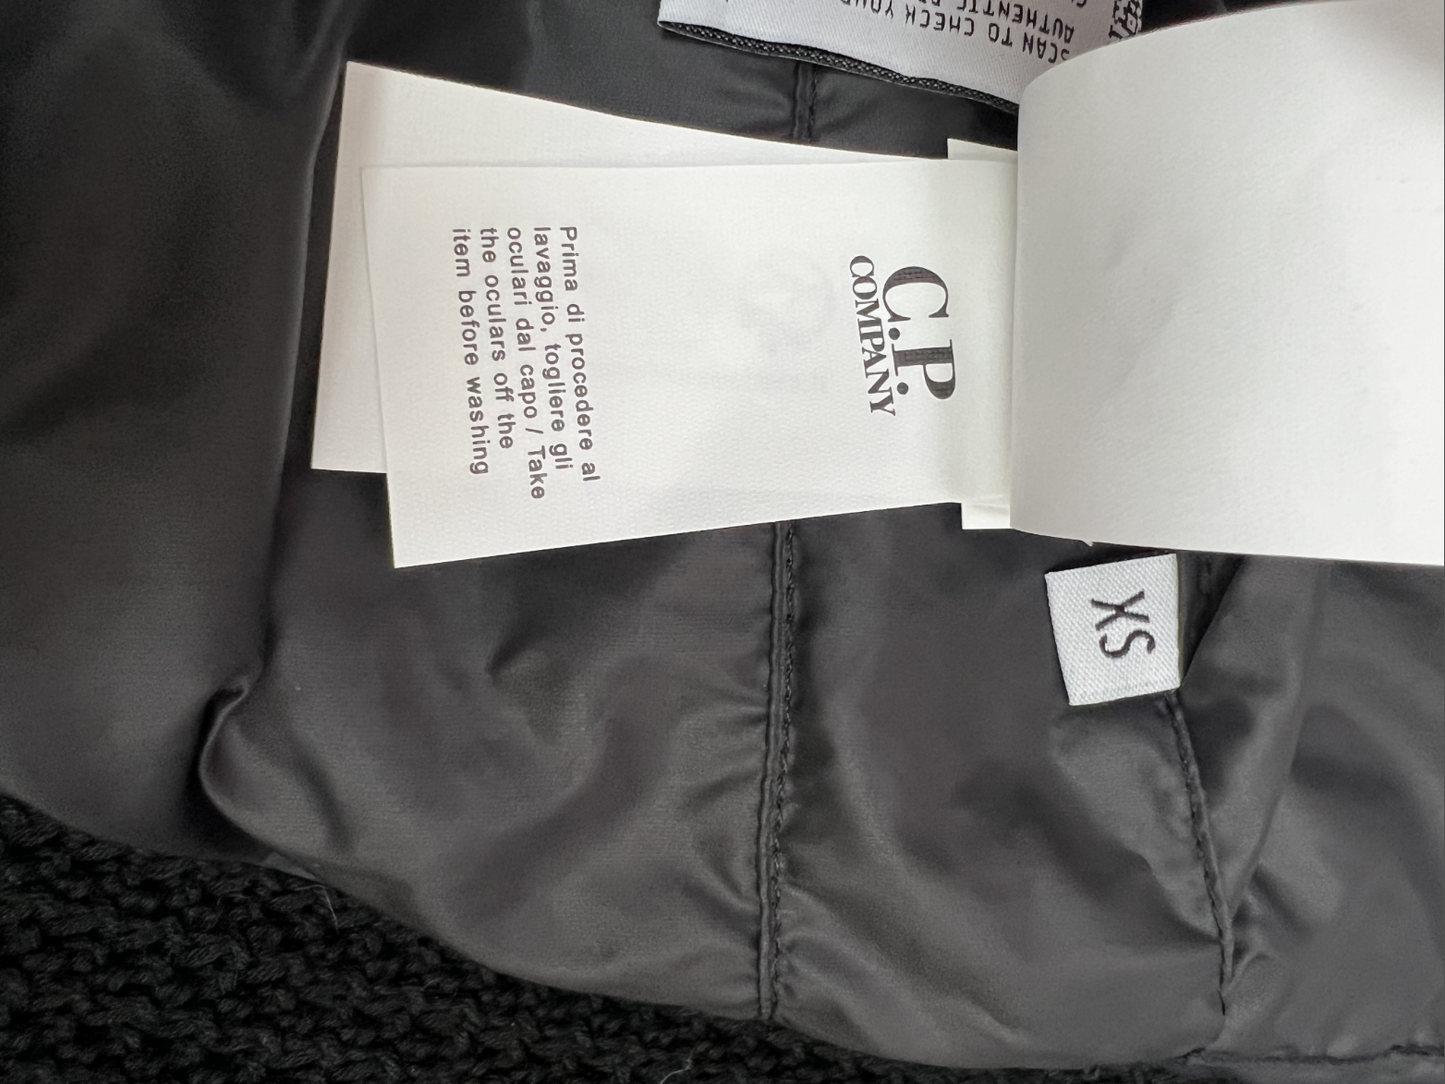 SCAN TO CHECK YOUR
AUTHENTIC
C.P.
COMPANY
Prima di procedere al
lavaggio, togliere gli
oculari dal capo / Take
the oculars off the
item before washing
XS